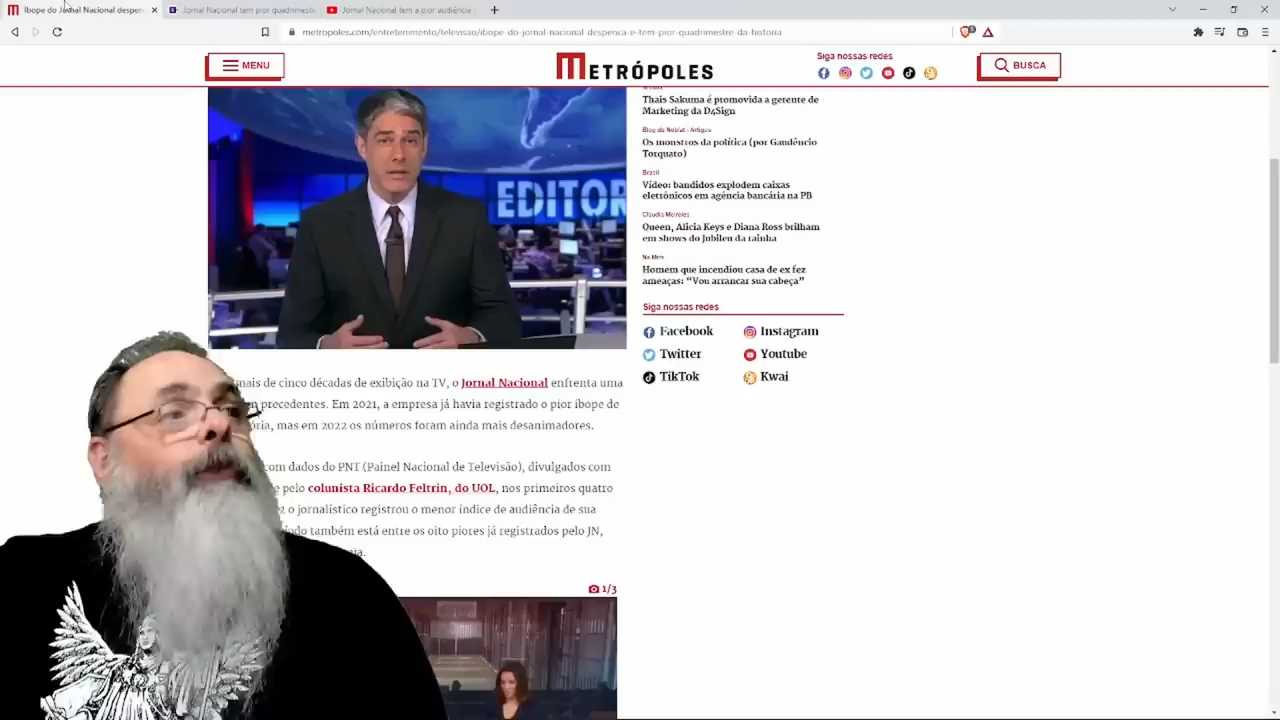 Ibope do Jornal Nacional despen
Jornal Nacional tem pior quadrimestre
Jornal Nacional tem a pior audiência
metropoles.com/entretenimento/televisao/ibope-do-jornal-nacional-despenca-e-tem-pior-quadrimestre-da-historia
MENU
METRÓPOLES
Siga nossas redes
BUSCA
EDITOR
Thais Sakuma é promovida a gerente de
Marketing da D4Sign
Blog do Noblat - Artigos
Os monstros da política (por Gaudêncio
Torquato)
Brasil
Vídeo: bandidos explodem caixas
eletrônicos em agência bancária na PB
Claudia Meireles
Queen, Alicia Keys e Diana Ross brilham
em shows do Jubileu da rainha
Na Mira
Homem que incendiou casa de ex fez
ameaças: “Vou arrancar sua cabeça”
Siga nossas redes
Facebook
Instagram
Twitter
Youtube
TikTok
Kwai
mais de cinco décadas de exibição na TV, o Jornal Nacional enfrenta uma
precedentes. Em 2021, a empresa já havia registrado o pior ibope de
mas em 2022 os números foram ainda mais desanimadores.
com dados do PNT (Painel Nacional de Televisão), divulgados com
pelo colunista Ricardo Feltrin, do UOL, nos primeiros quatro
o jornalístico registrou o menor índice de audiência de sua
também está entre os oito piores já registrados pelo JN,
1/3